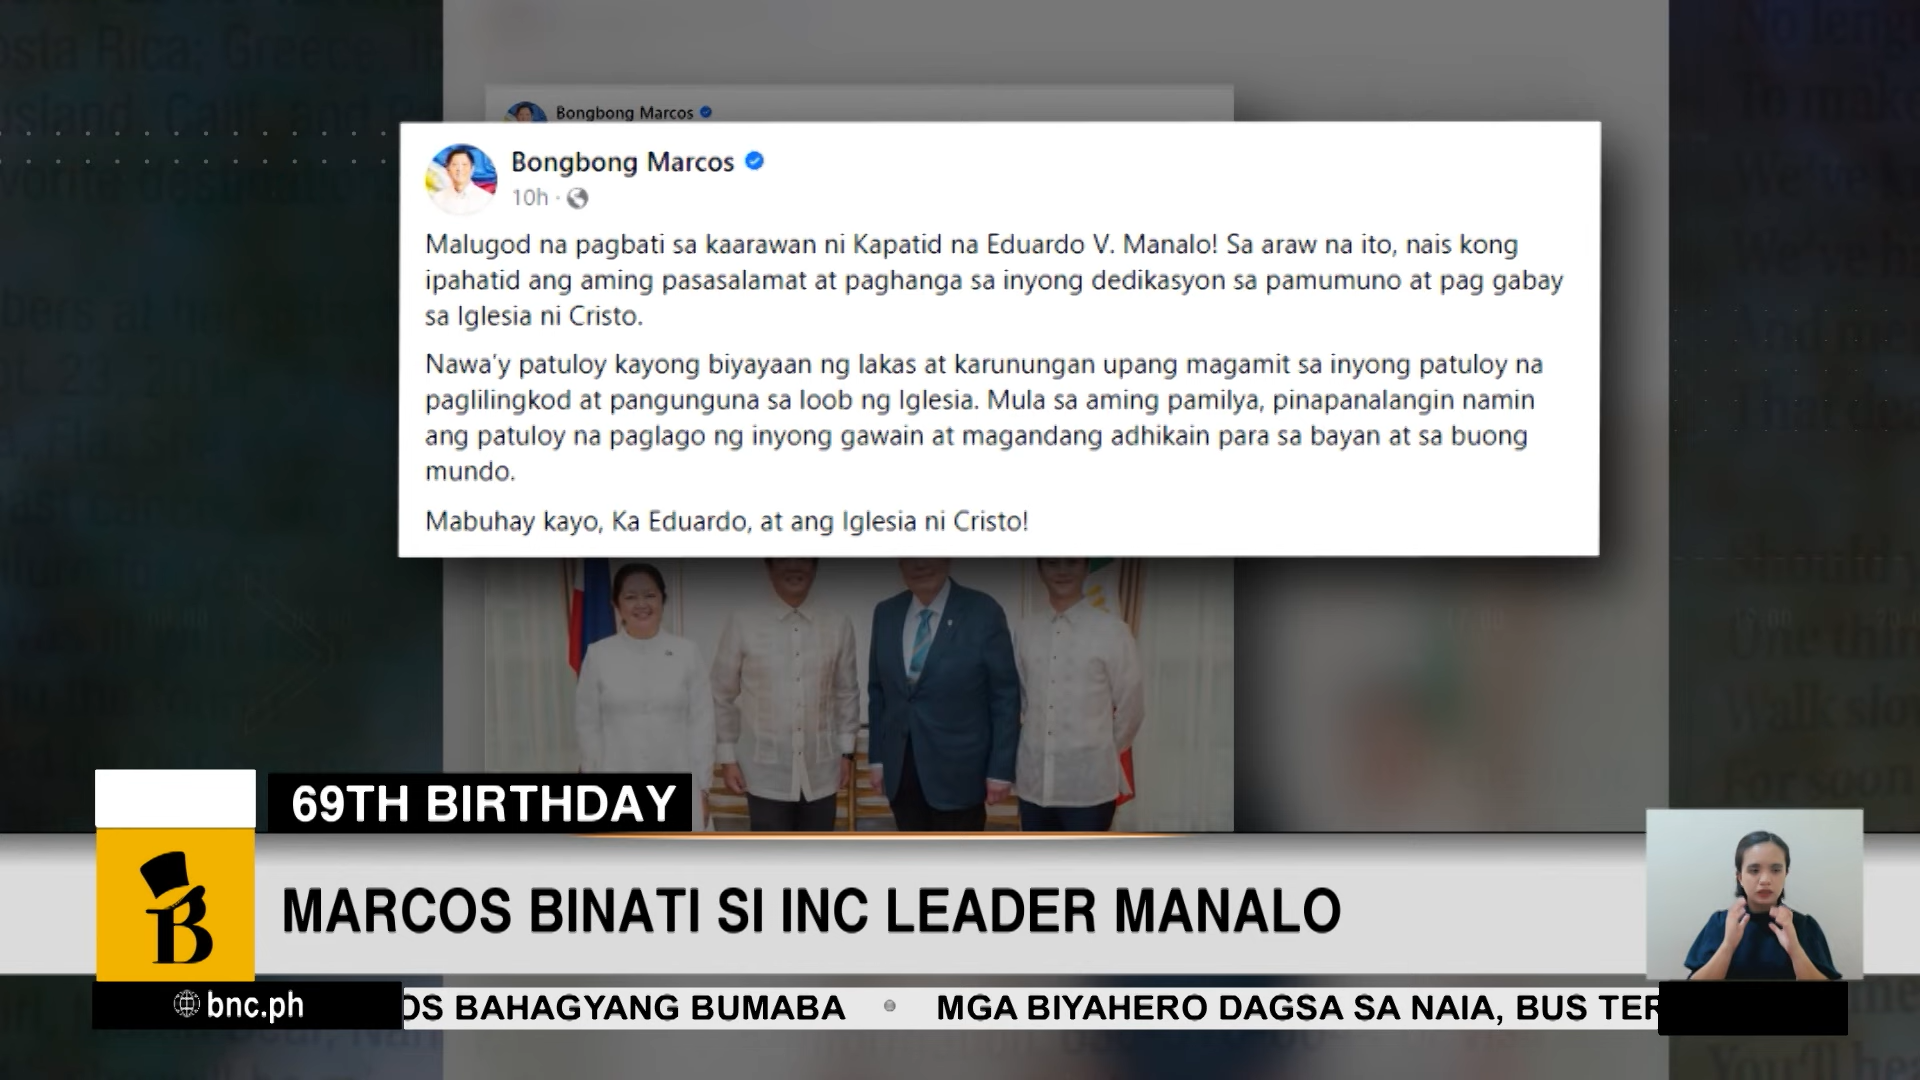 Bongbong Marcos
Bongbong Marcos
10h ·
Malugod na pagbati sa kaarawan ni Kapatid na Eduardo V. Manalo! Sa araw na ito, nais kong
ipahatid ang aming pasasalamat at paghanga sa inyong dedikasyon sa pamumuno at pag gabay
sa Iglesia ni Cristo.
Nawa'y patuloy kayong biyayaan ng lakas at karunungan upang magamit sa inyong patuloy na
paglilingkod at pangunguna sa loob ng Iglesia. Mula sa aming pamilya, pinapanalangin namin
ang patuloy na paglago ng inyong gawain at magandang adhikain para sa bayan at sa buong
mundo.
Mabuhay kayo, Ka Eduardo, at ang Iglesia ni Cristo!
69TH BIRTHDAY
B
MARCOS BINATI SI INC LEADER MANALO
bnc.ph
OS BAHAGYANG BUMABA • MGA BIYAHERO DAGSA SA NAIA, BUS TER